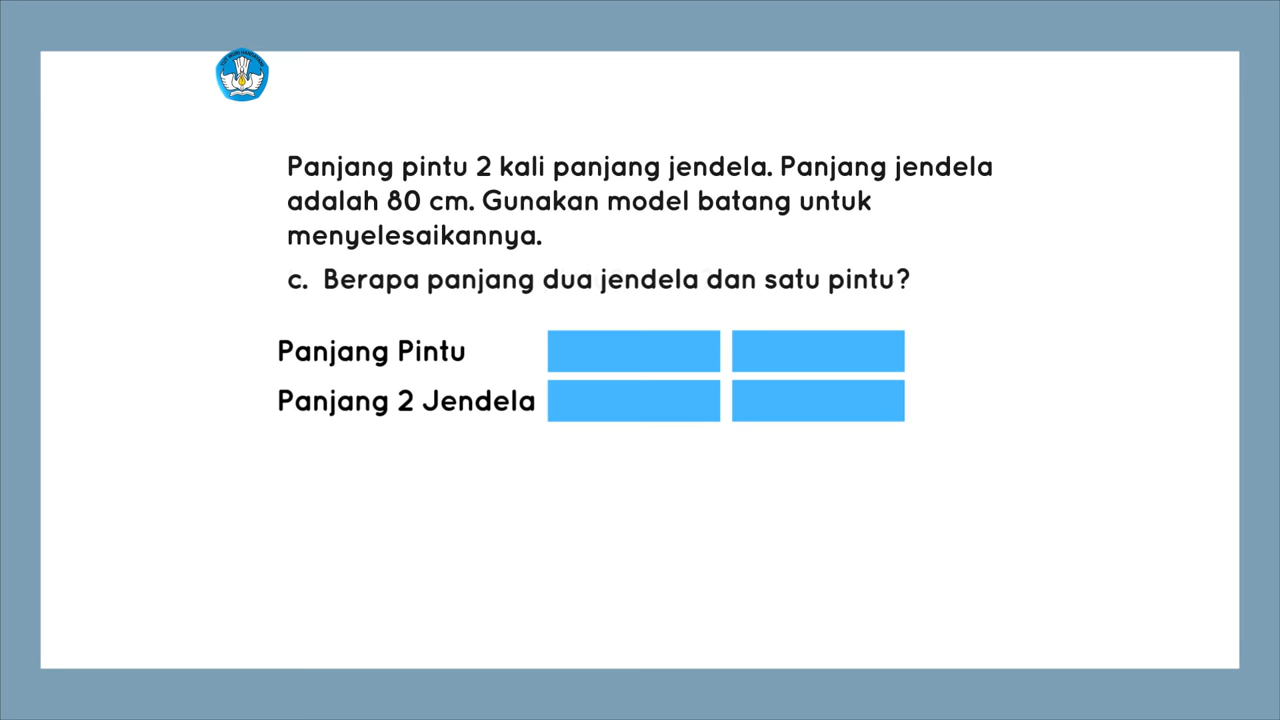 Panjang pintu 2 kali panjang jendela. Panjang jendela
adalah 80 cm. Gunakan model batang untuk
menyelesaikannya.
c. Berapa panjang dua jendela dan satu pintu?
Panjang Pintu
Panjang 2 Jendela